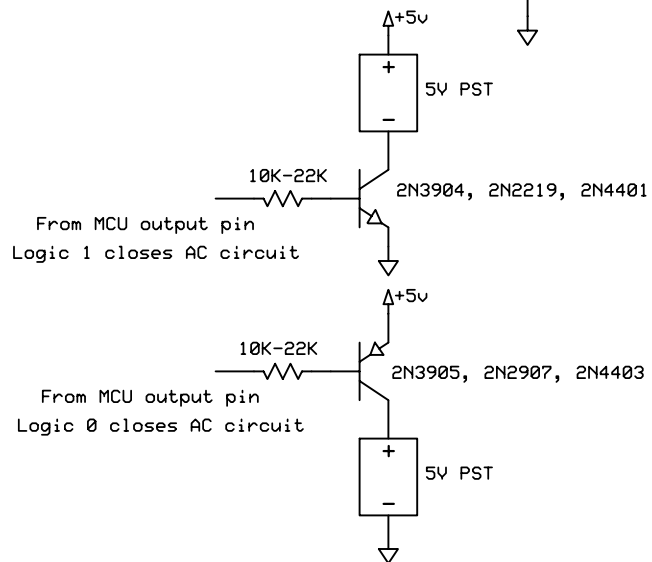 +5v
+
5V PST
-
10K-22K
2N3904, 2N2219, 2N4401
From MCU output pin
Logic 1 closes AC circuit
+5v
10K-22K
2N3905, 2N2907, 2N4403
From MCU output pin
Logic 0 closes AC circuit
+
5V PST
-